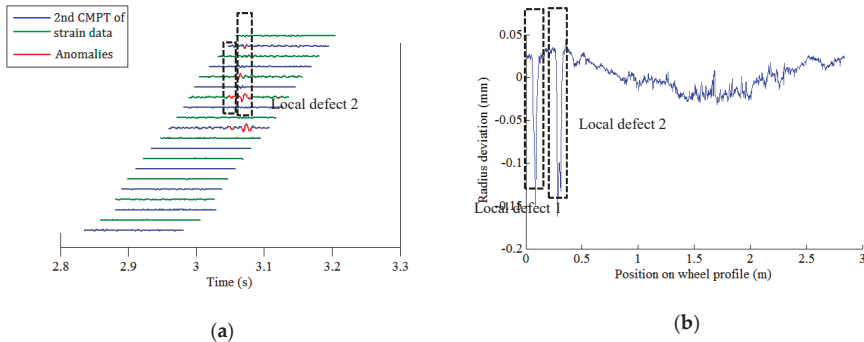 2nd CMPT of
strain data
Anomalies
Local defect 2
2.8
2.9
3
3.1
3.2
3.3
Time (s)
(a)
0.05
0
-0.05
-0.1
-0.15
-0.2
Radius deviation (mm)
Local defect 2
Local defect 1
0
0.5
1
1.5
2
2.5
3
Position on wheel profile (m)
(b)